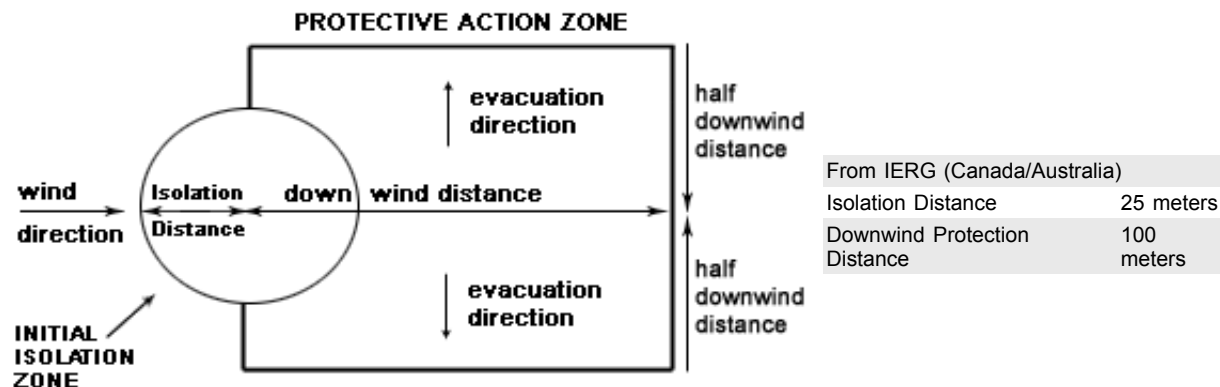 PROTECTIVE ACTION ZONE
evacuation
direction
half
downwind
distance
wind
direction
Isolation
Distance
down wind distance
evacuation
direction
half
downwind
distance
INITIAL
ISOLATION
ZONE
From IERG (Canada/Australia)
Isolation Distance 25 meters
Downwind Protection 100
Distance meters